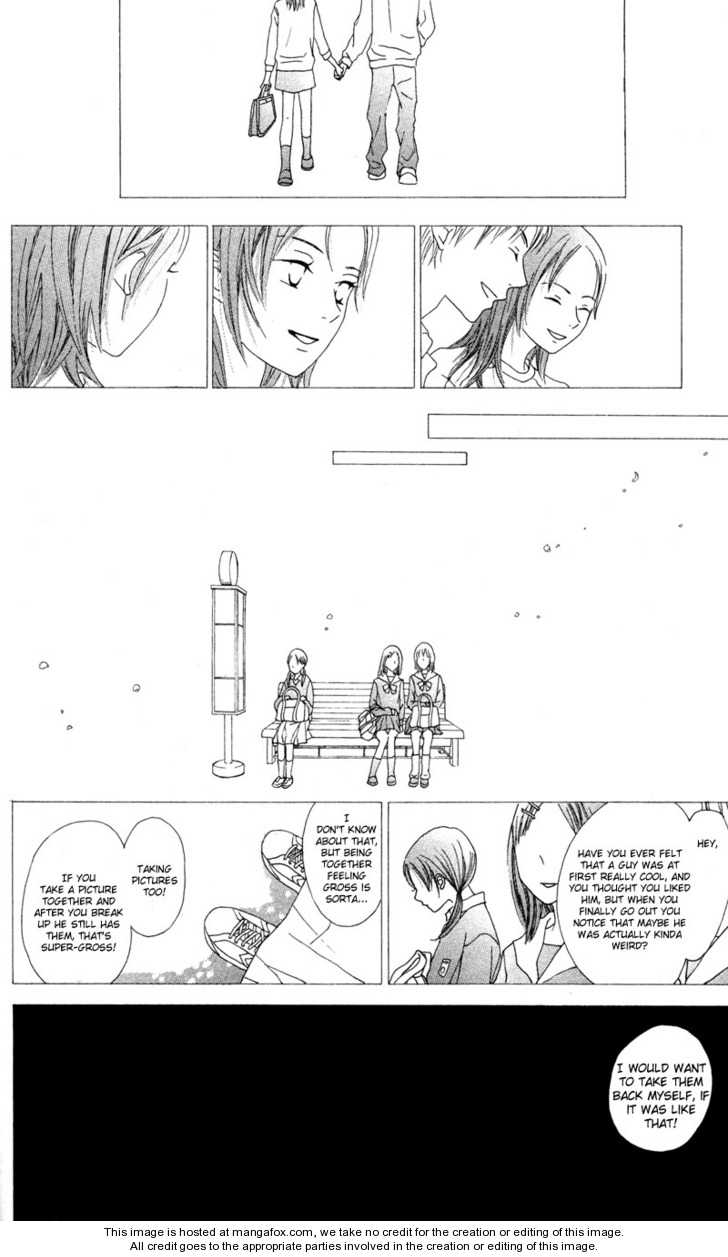 HEY,
HAVE YOU EVER FELT
THAT A GUY WAS AT
FIRST REALLY COOL, AND
YOU THOUGHT YOU LIKED
HIM, BUT WHEN YOU
FINALLY GO OUT YOU
NOTICE THAT MAYBE HE
WAS ACTUALLY KINDA
WEIRD?
I
DON'T KNOW
ABOUT THAT,
BUT BEING
TOGETHER
FEELING
GROSS IS
SORTA...
TAKING
PICTURES
TOO!
IF YOU
TAKE A PICTURE
TOGETHER AND
AFTER YOU BREAK
UP HE STILL HAS
THEM, THAT'S
SUPER-GROSS!
I WOULD WANT
TO TAKE THEM
BACK MYSELF, IF
IT WAS LIKE
THAT!
This image is hosted at mangafox.com, we take no credit for the creation or editing of this image.
All credit goes to the appropriate parties involved in the creation or editing of this image.